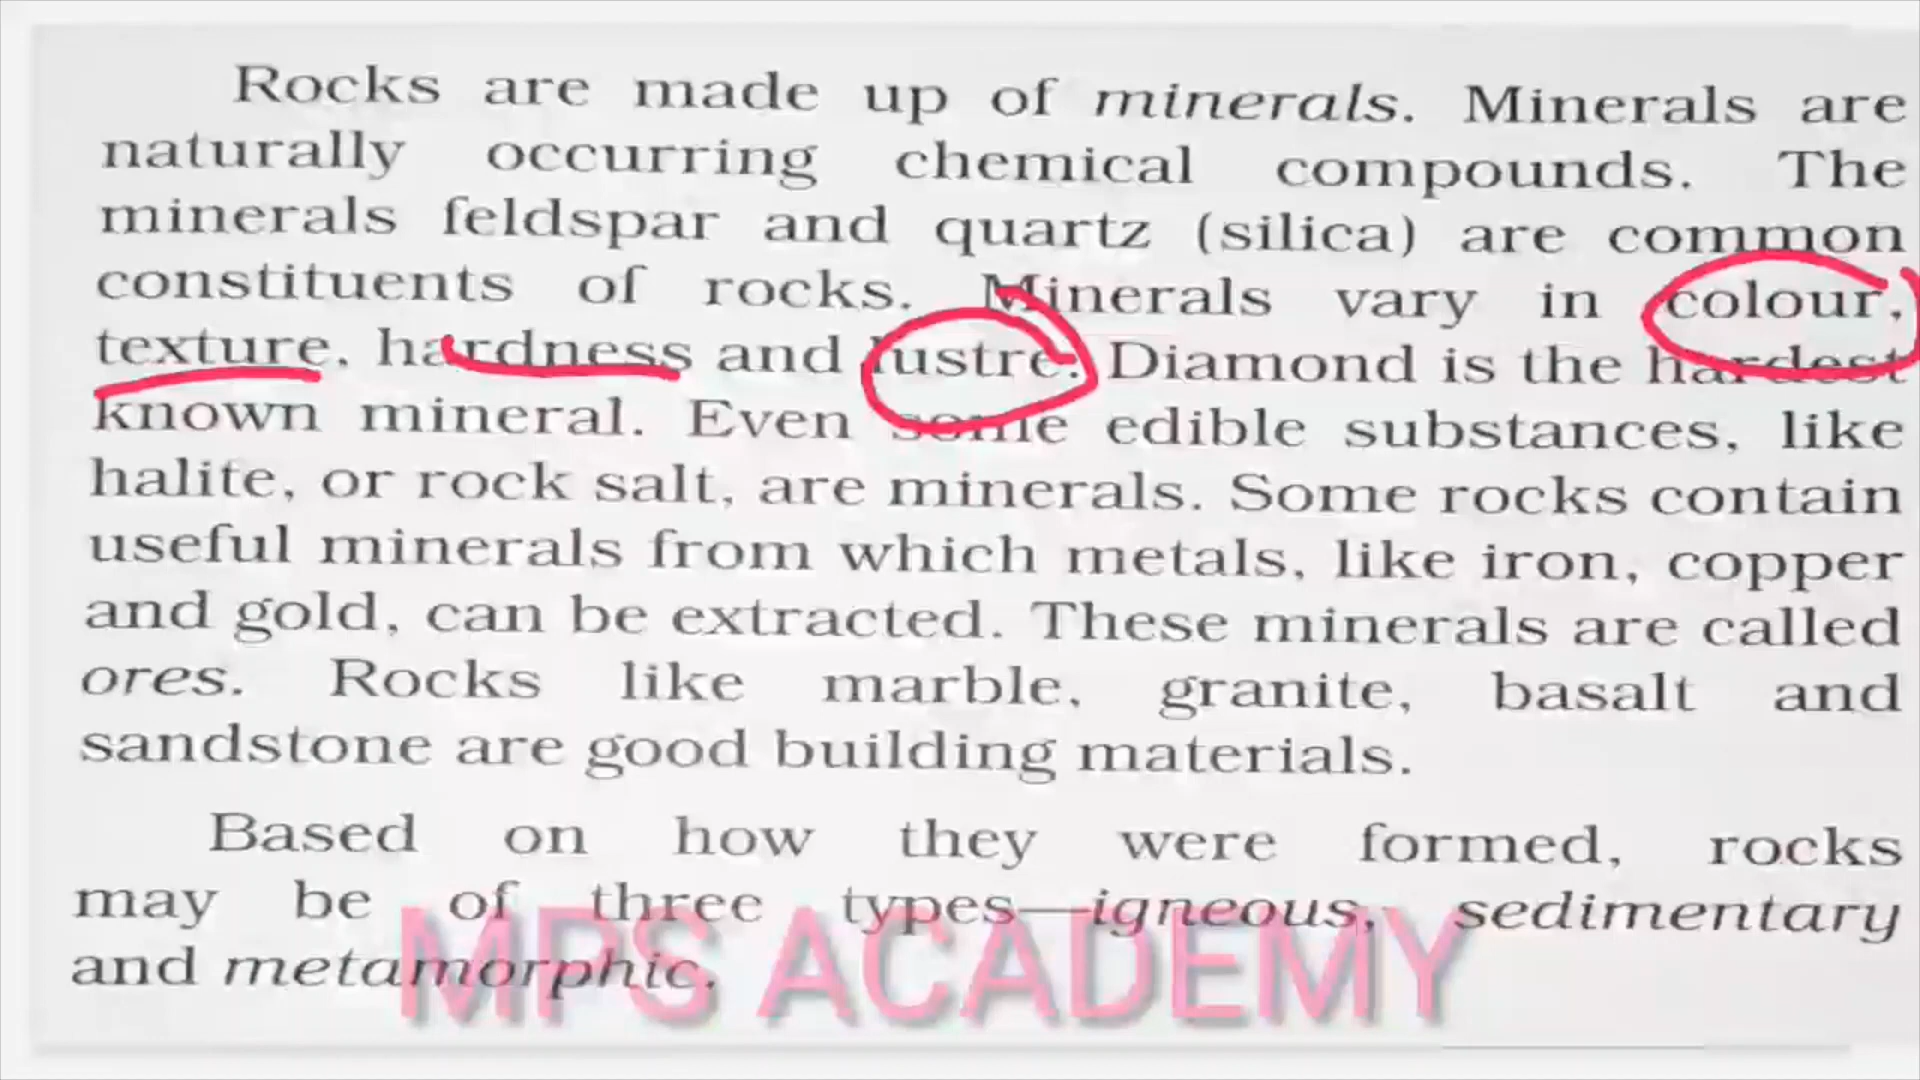 Rocks are made up of minerals. Minerals are
naturally occurring chemical compounds. The
minerals feldspar and quartz (silica) are common
constituents of rocks. Minerals vary in colour,
texture, hardness and lustre. Diamond is the hardest
known mineral. Even some edible substances, like
halite, or rock salt, are minerals. Some rocks contain
useful minerals from which metals, like iron, copper
and gold, can be extracted. These minerals are called
ores. Rocks like marble, granite, basalt and
sandstone are good building materials.
Based on how they were formed, rocks
may be of three types—igneous, sedimentary
and metamorphic.
MPS ACADEMY